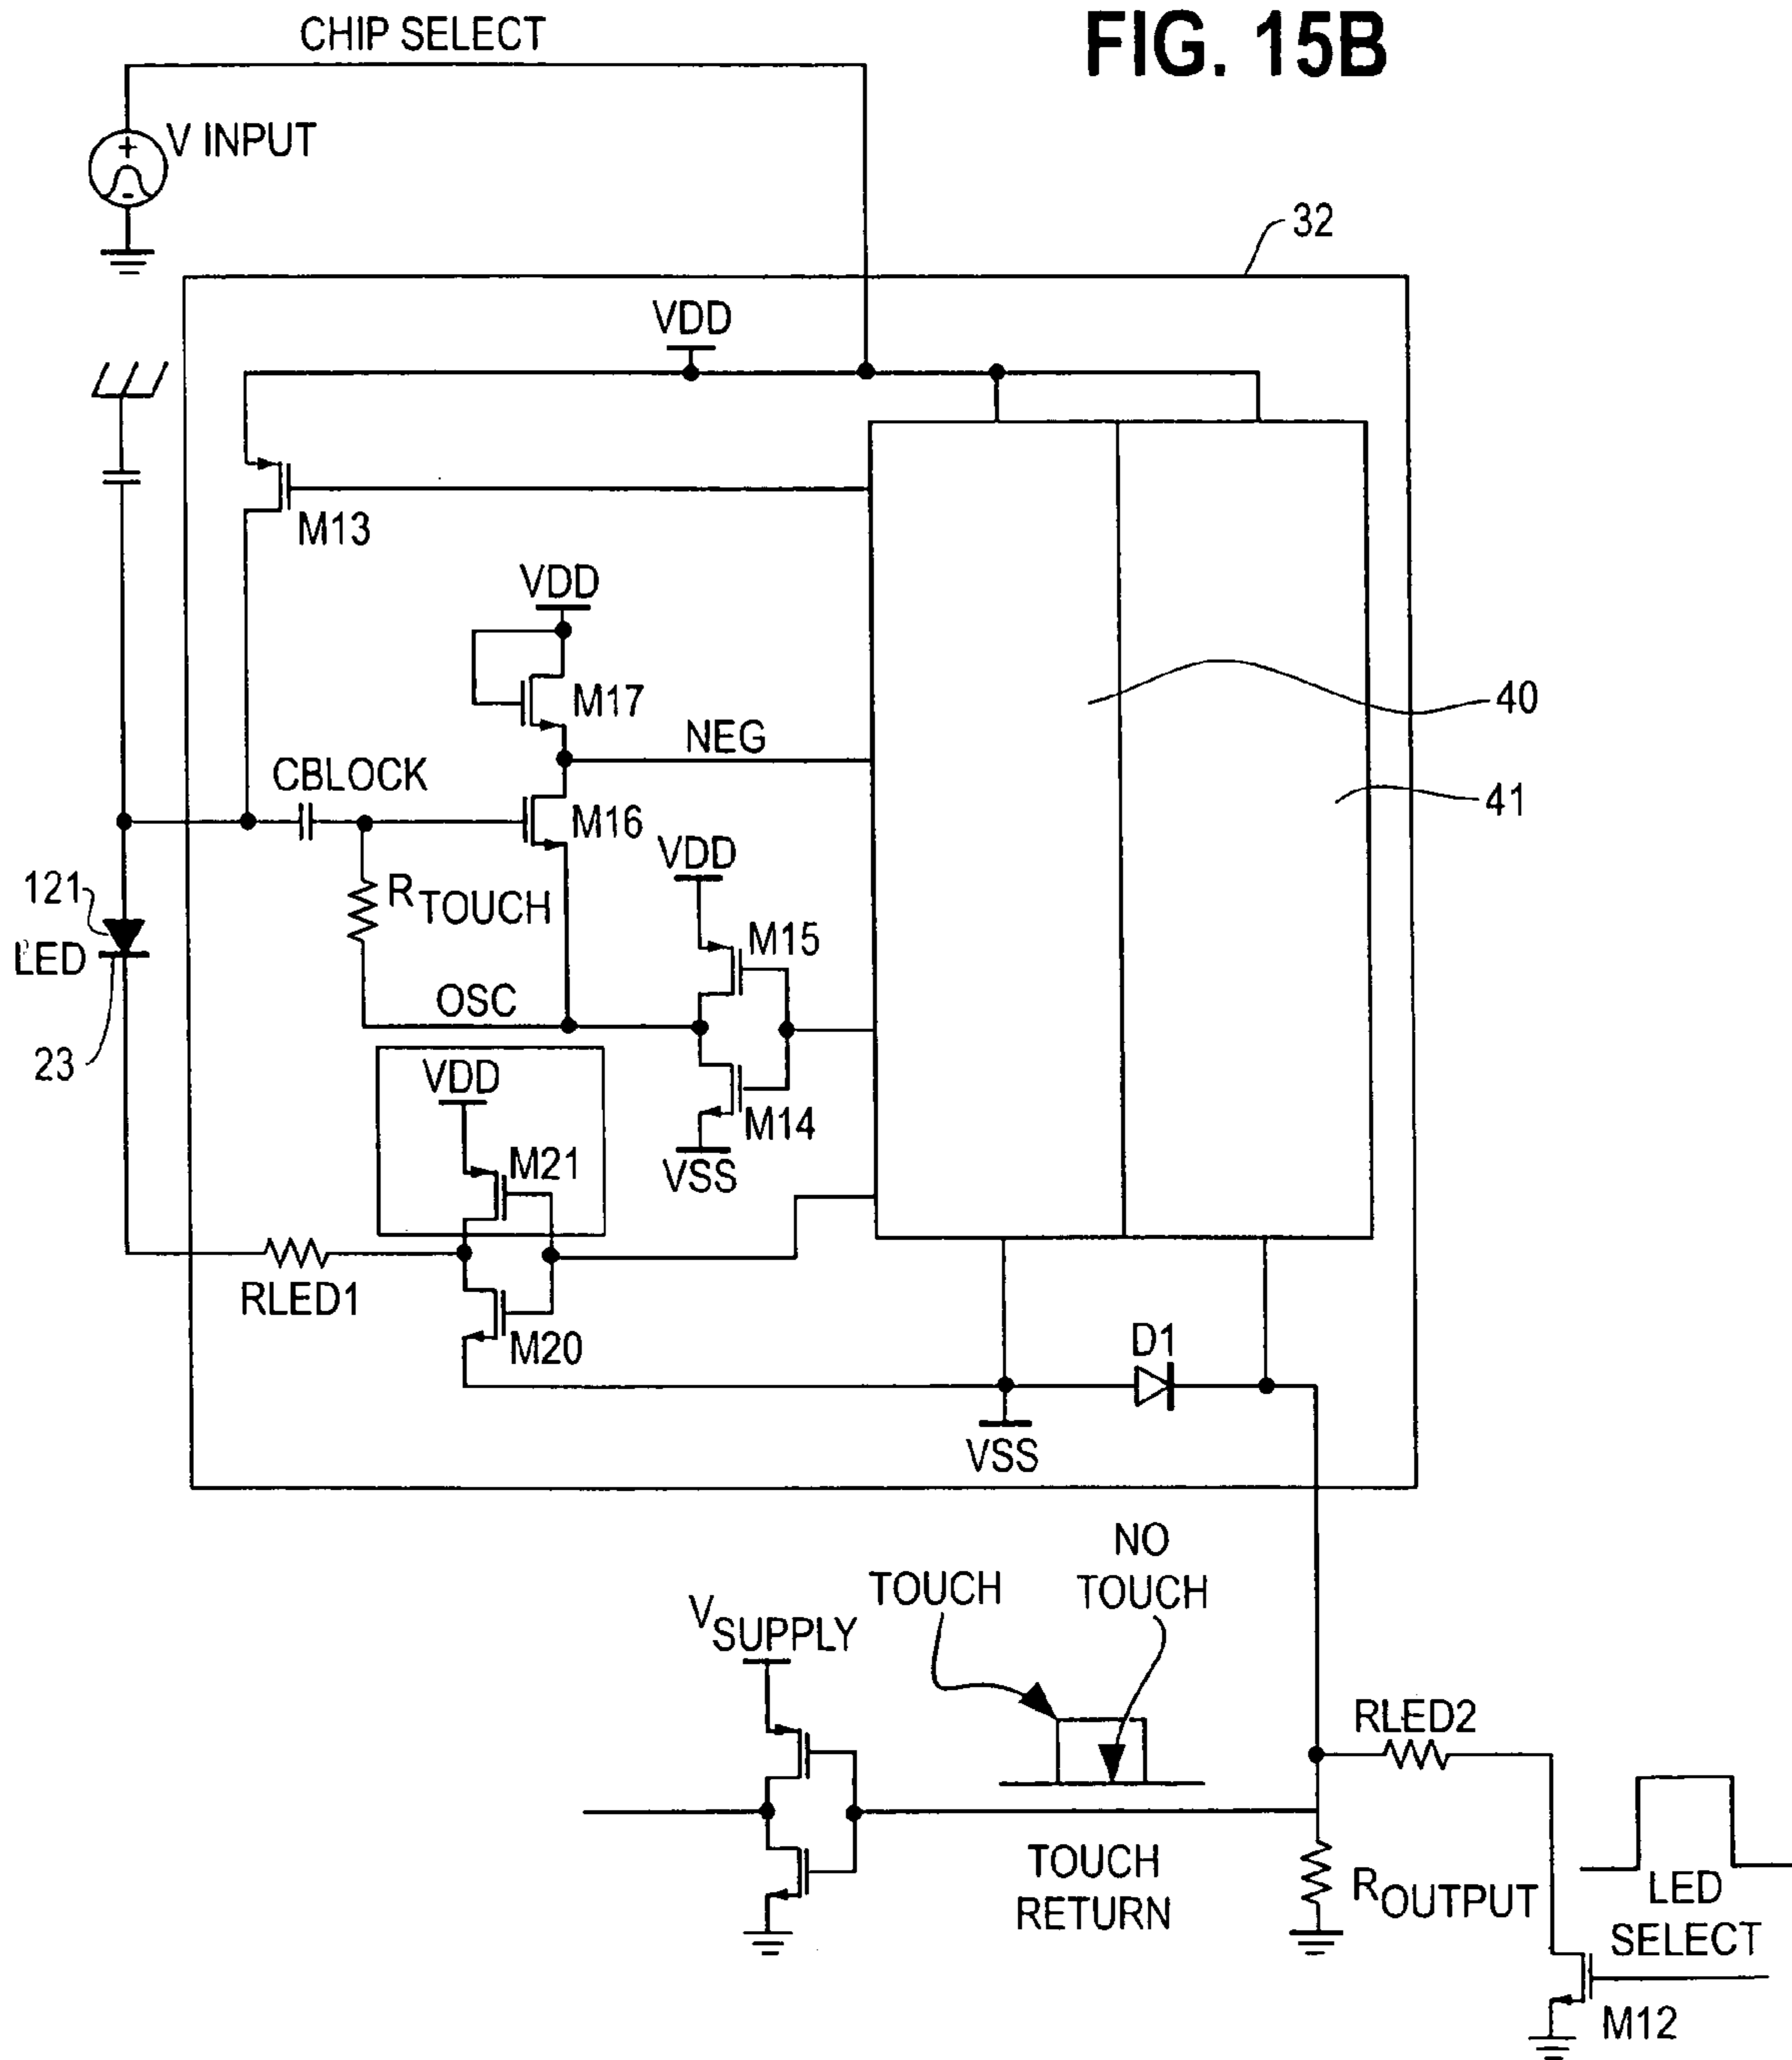 FIG. 15B
CHIP SELECT
+
V INPUT
-
32
VDD
M13
VDD
M17
NEG
40
CBLOCK
M16
41
VDD
121
R TOUCH
M15
LED
OSC
23
VDD
M14
M21
VSS
RLED1
M20
D1
VSS
NO
TOUCH
TOUCH
VSUPPLY
RLED2
TOUCH
RETURN
ROUTPUT
LED
SELECT
M12